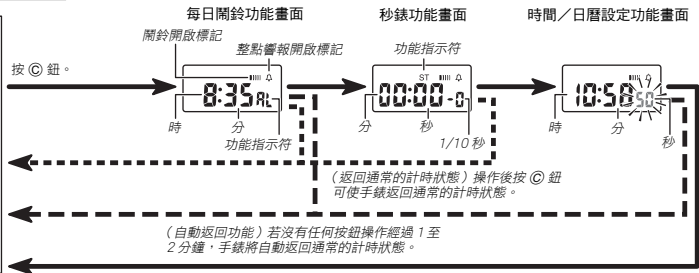 每日鬧鈴功能畫面
秒錶功能畫面
時間／日曆設定功能畫面
鬧鈴開啟標記
整點響報開啟標記
功能指示符
按 Ⓒ 鈕。
8:35 AL
ST
00:00-0
10:58 50
時
分
功能指示符
分
秒
1/10 秒
時
分
秒
（返回通常的計時狀態）操作後按 Ⓒ 鈕
可使手錶返回通常的計時狀態。
（自動返回功能）若沒有任何按鈕操作經過 1 至
2 分鐘，手錶將自動返回通常的計時狀態。